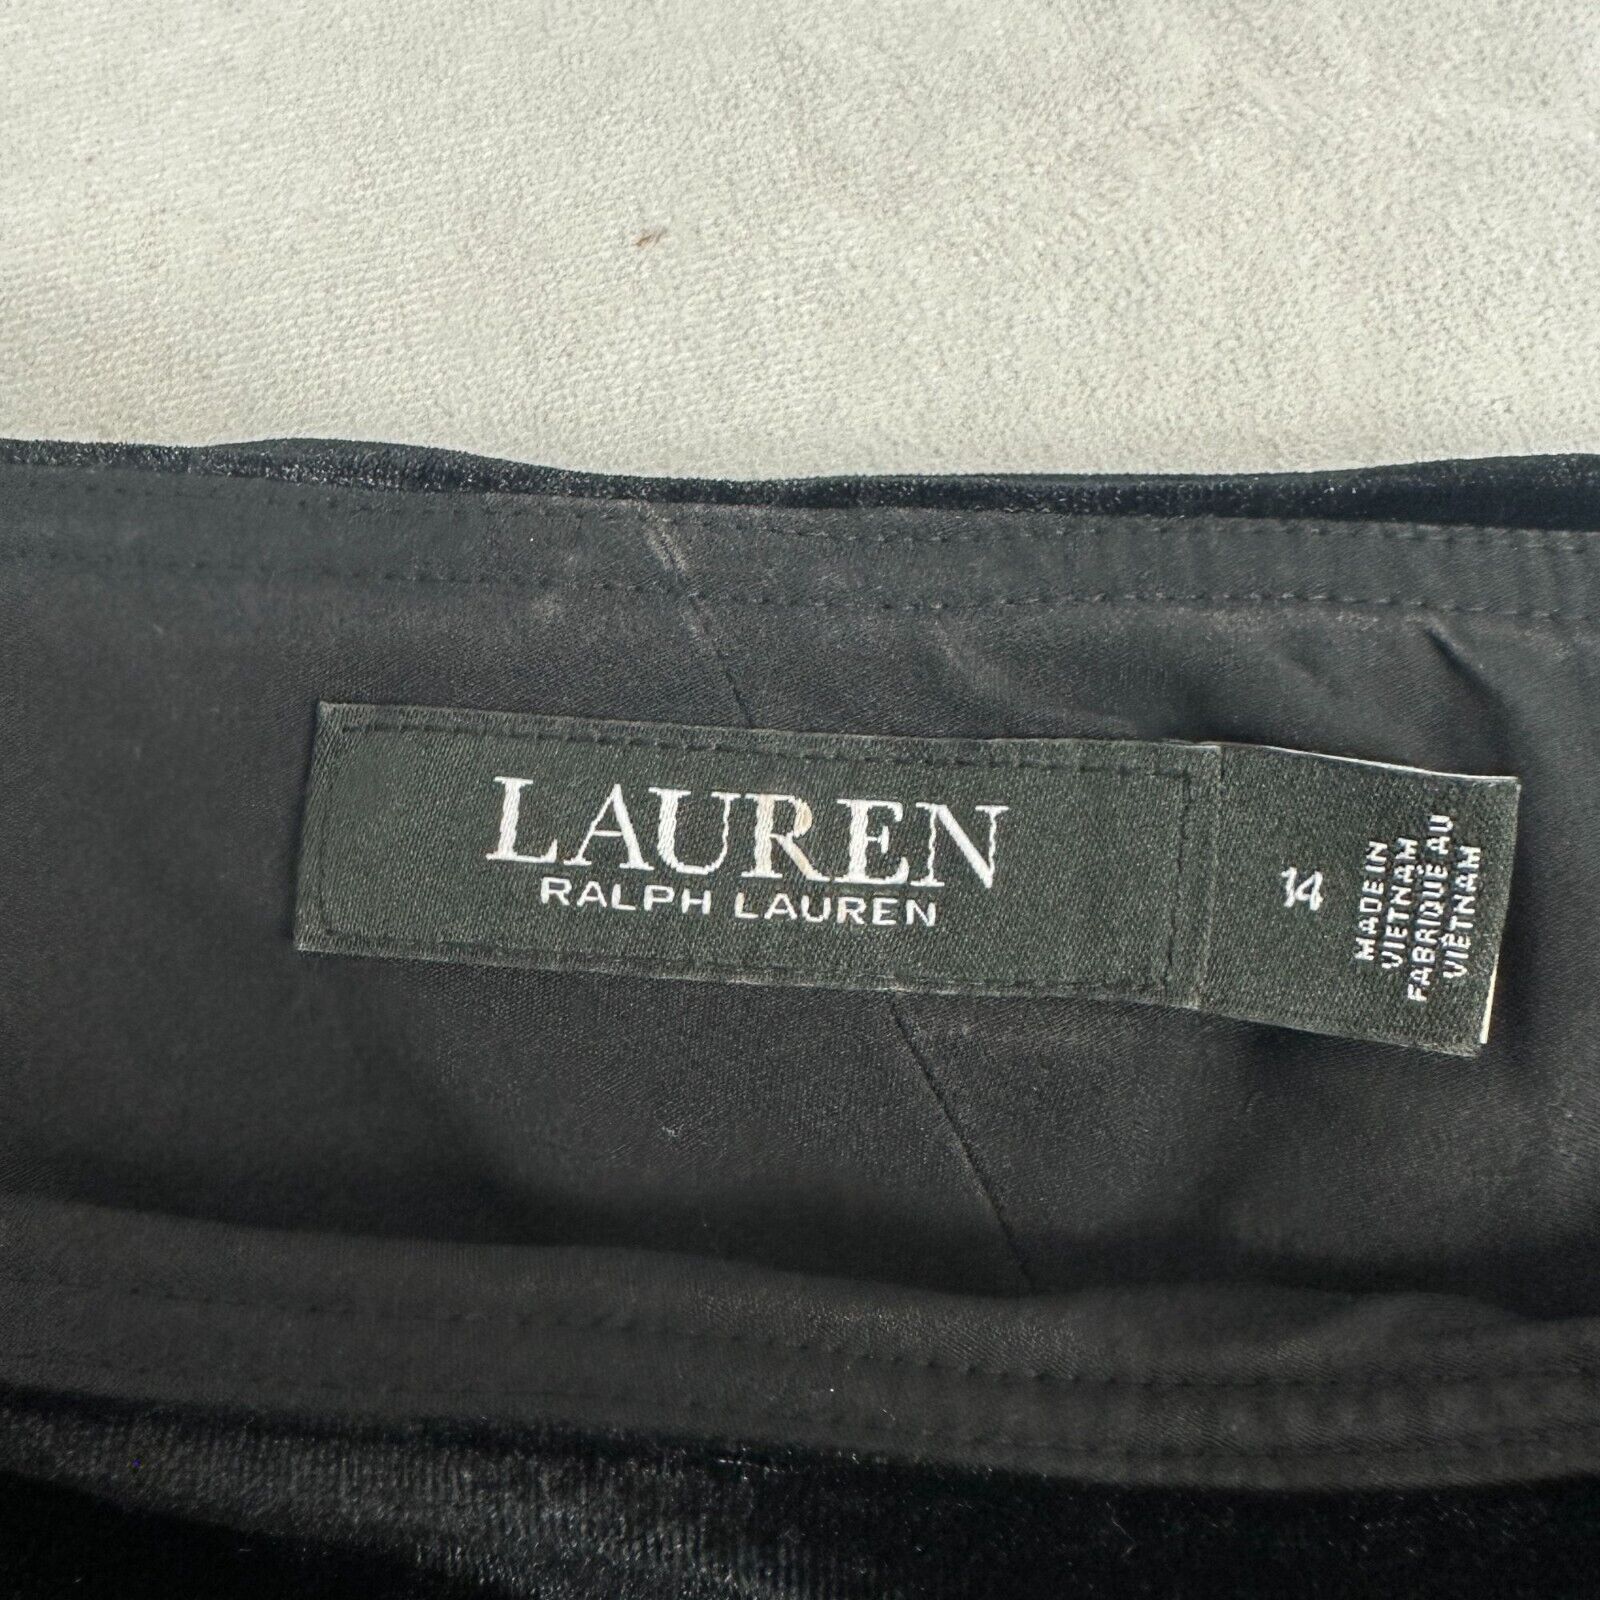 LAUREN
RALPH LAUREN
14
MADE IN
VIETNAM
FABRIQUÉ AU
VIÊTNAM